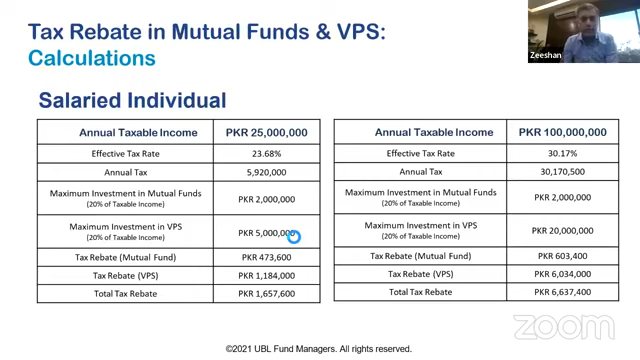 Tax Rebate in Mutual Funds & VPS:
Calculations
Zeeshan
Salaried Individual
Annual Taxable Income PKR 25,000,000
Effective Tax Rate 23.68%
Annual Tax 5,920,000
Maximum Investment in Mutual Funds
(20% of Taxable Income) PKR 2,000,000
Maximum Investment in VPS
(20% of Taxable Income) PKR 5,000,000
Tax Rebate (Mutual Fund) PKR 473,600
Tax Rebate (VPS) PKR 1,184,000
Total Tax Rebate PKR 1,657,600
Annual Taxable Income PKR 100,000,000
Effective Tax Rate 30.17%
Annual Tax 30,170,500
Maximum Investment in Mutual Funds
(20% of Taxable Income) PKR 2,000,000
Maximum Investment in VPS
(20% of Taxable Income) PKR 20,000,000
Tax Rebate (Mutual Fund) PKR 603,400
Tax Rebate (VPS) PKR 6,034,000
Total Tax Rebate PKR 6,637,400
zoom
©2021 UBL Fund Managers. All rights reserved.